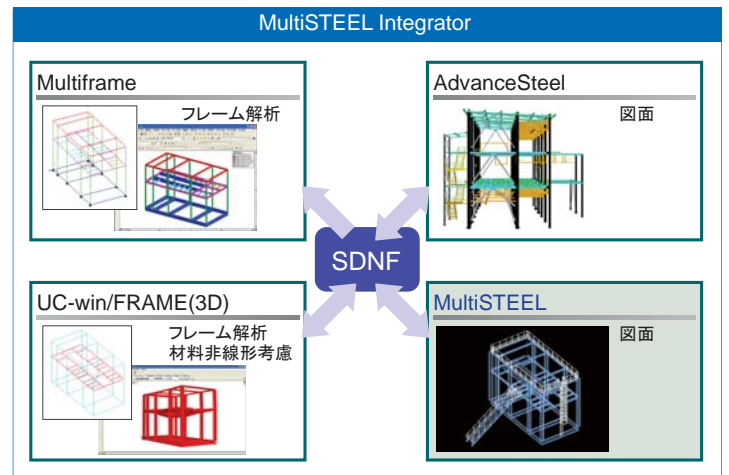 MultiSTEEL Integrator
Multiframe
フレーム解析
AdvanceSteel
図面
SDNF
UC-win/FRAME(3D)
フレーム解析
材料非線形考慮
MultiSTEEL
図面